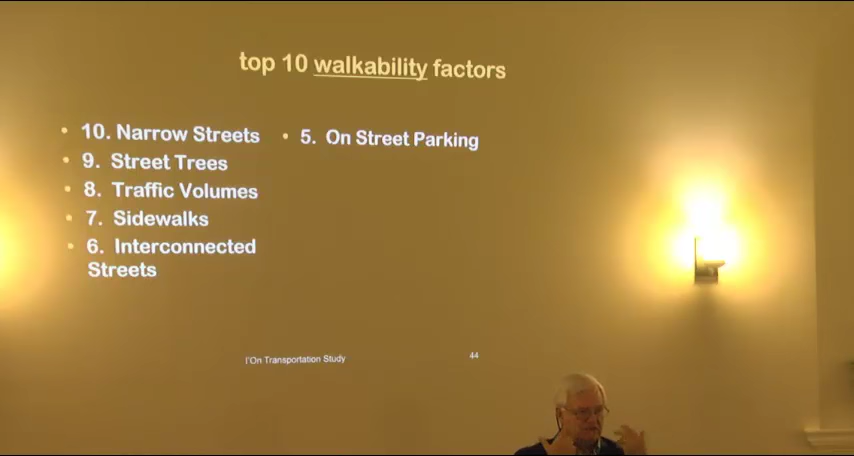 top 10 walkability factors
• 10. Narrow Streets
• 9. Street Trees
• 8. Traffic Volumes
• 7. Sidewalks
• 6. Interconnected
Streets
• 5. On Street Parking
I'On Transportation Study
44